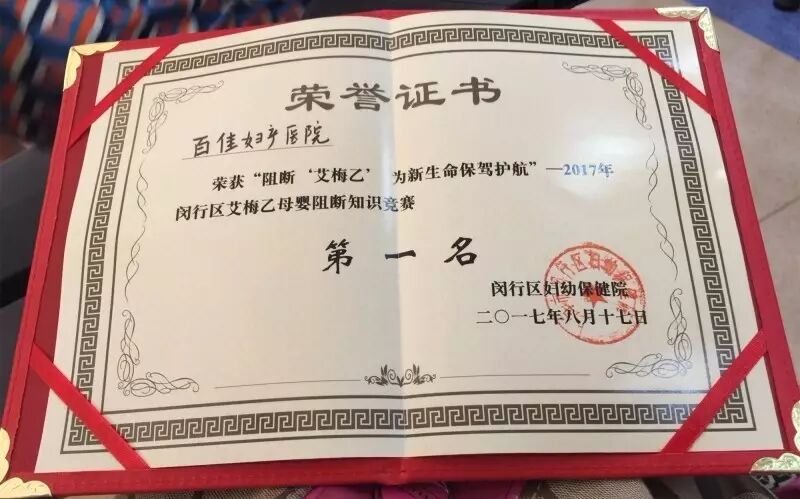 荣誉证书
百佳妇产医院
荣获“阻断‘艾梅乙’ 为新生命保驾护航”—2017年
闵行区艾梅乙母婴阻断知识竞赛
第一名
闵行区妇幼保健院
二〇一七年八月十七日